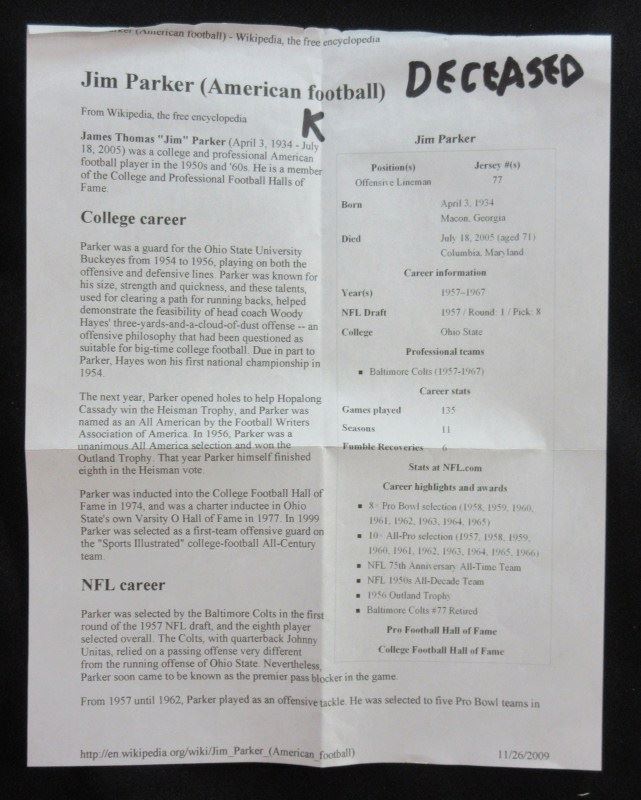 (American football) - Wikipedia, the free encyclopedia
Jim Parker (American football)
DECEASED
From Wikipedia, the free encyclopedia
K
James Thomas "Jim" Parker (April 3, 1934 - July
18, 2005) was a college and professional American
football player in the 1950s and '60s. He is a member
of the College and Professional Football Halls of
Fame.
College career
Parker was a guard for the Ohio State University
Buckeyes from 1954 to 1956, playing on both the
offensive and defensive lines. Parker was known for
his size, strength and quickness, and these talents,
used for clearing a path for running backs, helped
demonstrate the feasibility of head coach Woody
Hayes' three-yards-and-a-cloud-of-dust offense -- an
offensive philosophy that had been questioned as
suitable for big-time college football. Due in part to
Parker, Hayes won his first national championship in
1954.
The next year, Parker opened holes to help Hopalong
Cassady win the Heisman Trophy, and Parker was
named as an All American by the Football Writers
Association of America. In 1956, Parker was a
unanimous All America selection and won the
Outland Trophy. That year Parker himself finished
eighth in the Heisman vote.
Parker was inducted into the College Football Hall of
Fame in 1974, and was a charter inductee in Ohio
State's own Varsity O Hall of Fame in 1977. In 1999
Parker was selected as a first-team offensive guard on
the "Sports Illustrated" college-football All-Century
team.
NFL career
Parker was selected by the Baltimore Colts in the first
round of the 1957 NFL draft, and the eighth player
selected overall. The Colts, with quarterback Johnny
Unitas, relied on a passing offense very different
from the running offense of Ohio State. Nevertheless,
Parker soon came to be known as the premier pass blocker in the game.
From 1957 until 1962, Parker played as an offensive tackle. He was selected to five Pro Bowl teams in
Jim Parker
Position(s) Jersey #(s)
Offensive Lineman 77
Born April 3, 1934
Macon, Georgia
Died July 18, 2005 (aged 71)
Columbia, Maryland
Career information
Year(s) 1957–1967
NFL Draft 1957 / Round: 1 / Pick: 8
College Ohio State
Professional teams
▪ Baltimore Colts (1957-1967)
Career stats
Games played 135
Seasons 11
Fumble Recoveries 6
Stats at NFL.com
Career highlights and awards
▪ 8× Pro Bowl selection (1958, 1959, 1960,
1961, 1962, 1963, 1964, 1965)
▪ 10× All-Pro selection (1957, 1958, 1959,
1960, 1961, 1962, 1963, 1964, 1965, 1966)
▪ NFL 75th Anniversary All-Time Team
▪ NFL 1950s All-Decade Team
▪ 1956 Outland Trophy
▪ Baltimore Colts #77 Retired
Pro Football Hall of Fame
College Football Hall of Fame
http://en.wikipedia.org/wiki/Jim_Parker_(American_football)
11/26/2009